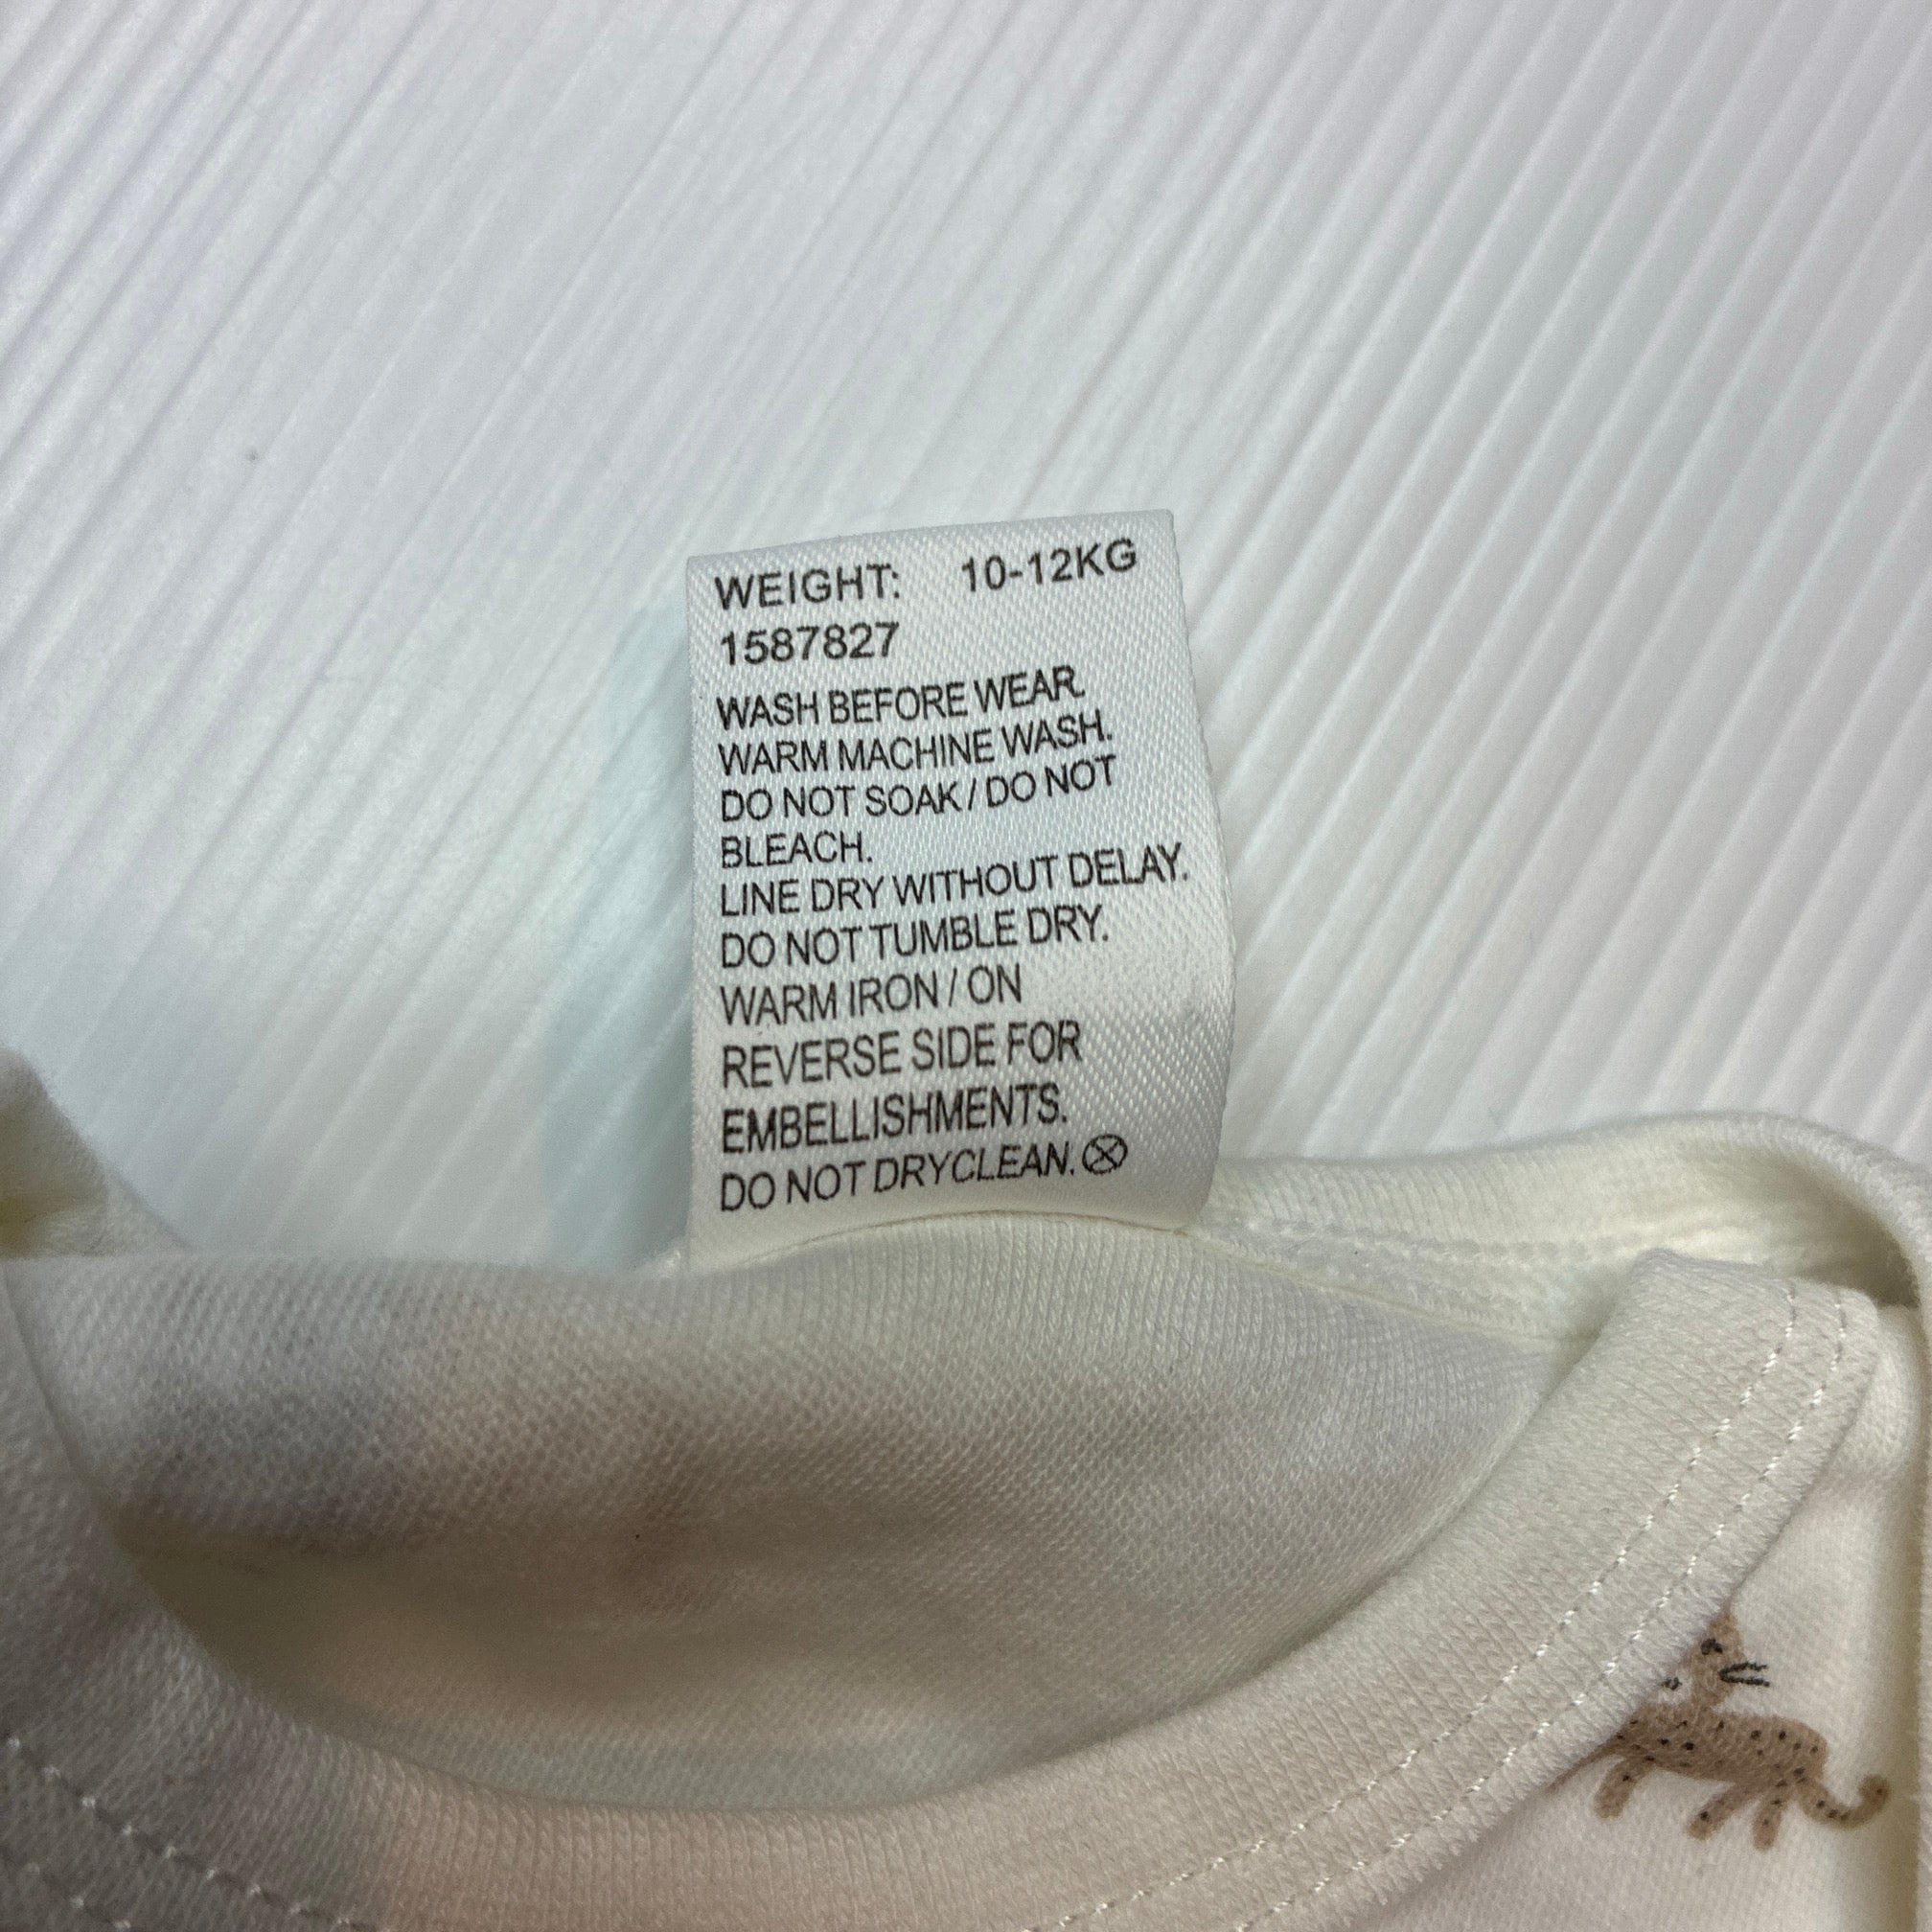 WEIGHT: 10-12KG
1587827
WASH BEFORE WEAR.
WARM MACHINE WASH.
DO NOT SOAK / DO NOT
BLEACH.
LINE DRY WITHOUT DELAY.
DO NOT TUMBLE DRY.
WARM IRON / ON
REVERSE SIDE FOR
EMBELLISHMENTS.
DO NOT DRYCLEAN.